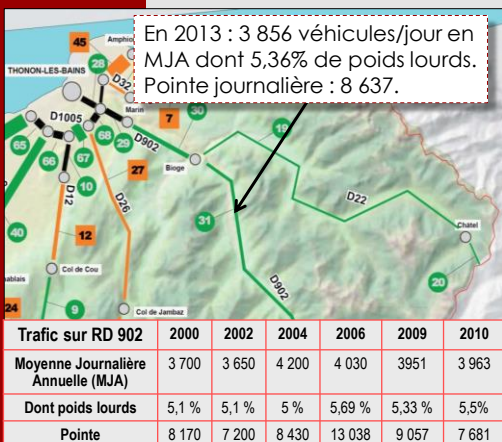 En 2013 : 3 856 véhicules/jour en
MJA dont 5,36% de poids lourds.
Pointe journalière : 8 637.
45
THONON-LES-BAINS
28
D32
Marin
30
D1005
7
D902
19
65
66
67
68
29
10
Bioge
D12
27
D26
D22
31
40
12
Châtel
20
Col de Cou
D902
24
9
Col de Jambaz
Trafic sur RD 902 2000 2002 2004 2006 2009 2010
Moyenne Journalière
Annuelle (MJA) 3 700 3 650 4 200 4 030 3951 3 963
Dont poids lourds 5,1 % 5,1 % 5 % 5,69 % 5,33 % 5,5%
Pointe 8 170 7 200 8 430 13 038 9 057 7 681